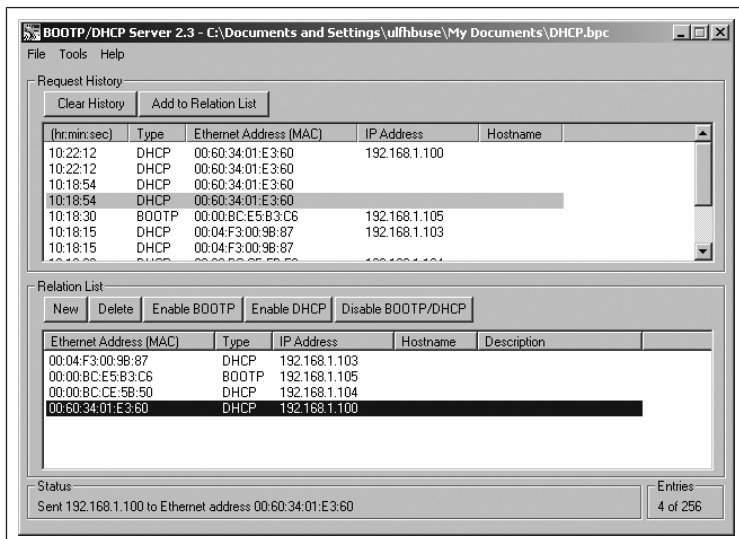 BOOTP/DHCP Server 2.3 - C:\Documents and Settings\ulfhbuse\My Documents\DHCP.bpc
File Tools Help
Request History
Clear History Add to Relation List
(hr:min:sec) Type Ethernet Address (MAC) IP Address Hostname
10:22:12 DHCP 00:60:34:01:E3:60 192.168.1.100
10:22:12 DHCP 00:60:34:01:E3:60
10:18:54 DHCP 00:60:34:01:E3:60
10:18:54 DHCP 00:60:34:01:E3:60
10:18:30 BOOTP 00:00:BC:E5:B3:C6 192.168.1.105
10:18:15 DHCP 00:04:F3:00:9B:87 192.168.1.103
10:18:15 DHCP 00:04:F3:00:9B:87
Relation List
New Delete Enable BOOTP Enable DHCP Disable BOOTP/DHCP
Ethernet Address (MAC) Type IP Address Hostname Description
00:04:F3:00:9B:87 DHCP 192.168.1.103
00:00:BC:E5:B3:C6 BOOTP 192.168.1.105
00:00:BC:CE:5B:50 DHCP 192.168.1.104
00:60:34:01:E3:60 DHCP 192.168.1.100
Status
Sent 192.168.1.100 to Ethernet address 00:60:34:01:E3:60
Entries
4 of 256